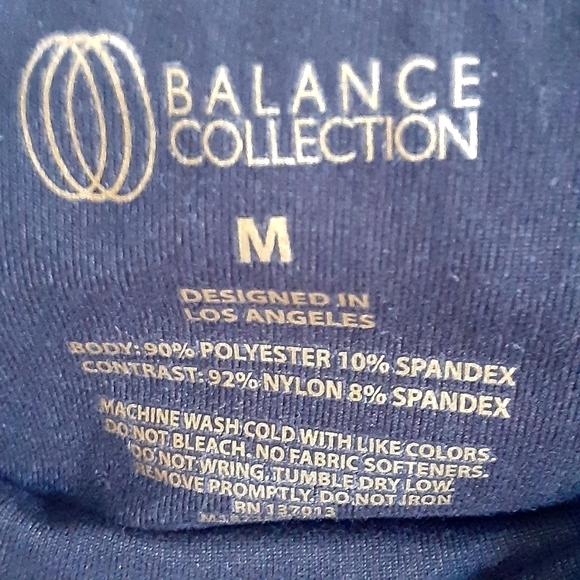 BALANCE
COLLECTION
M
DESIGNED IN
LOS ANGELES
BODY: 90% POLYESTER 10% SPANDEX
CONTRAST: 92% NYLON 8% SPANDEX
MACHINE WASH COLD WITH LIKE COLORS.
DO NOT BLEACH. NO FABRIC SOFTENERS.
DO NOT WRING. TUMBLE DRY LOW.
REMOVE PROMPTLY. DO NOT IRON
RN 137013